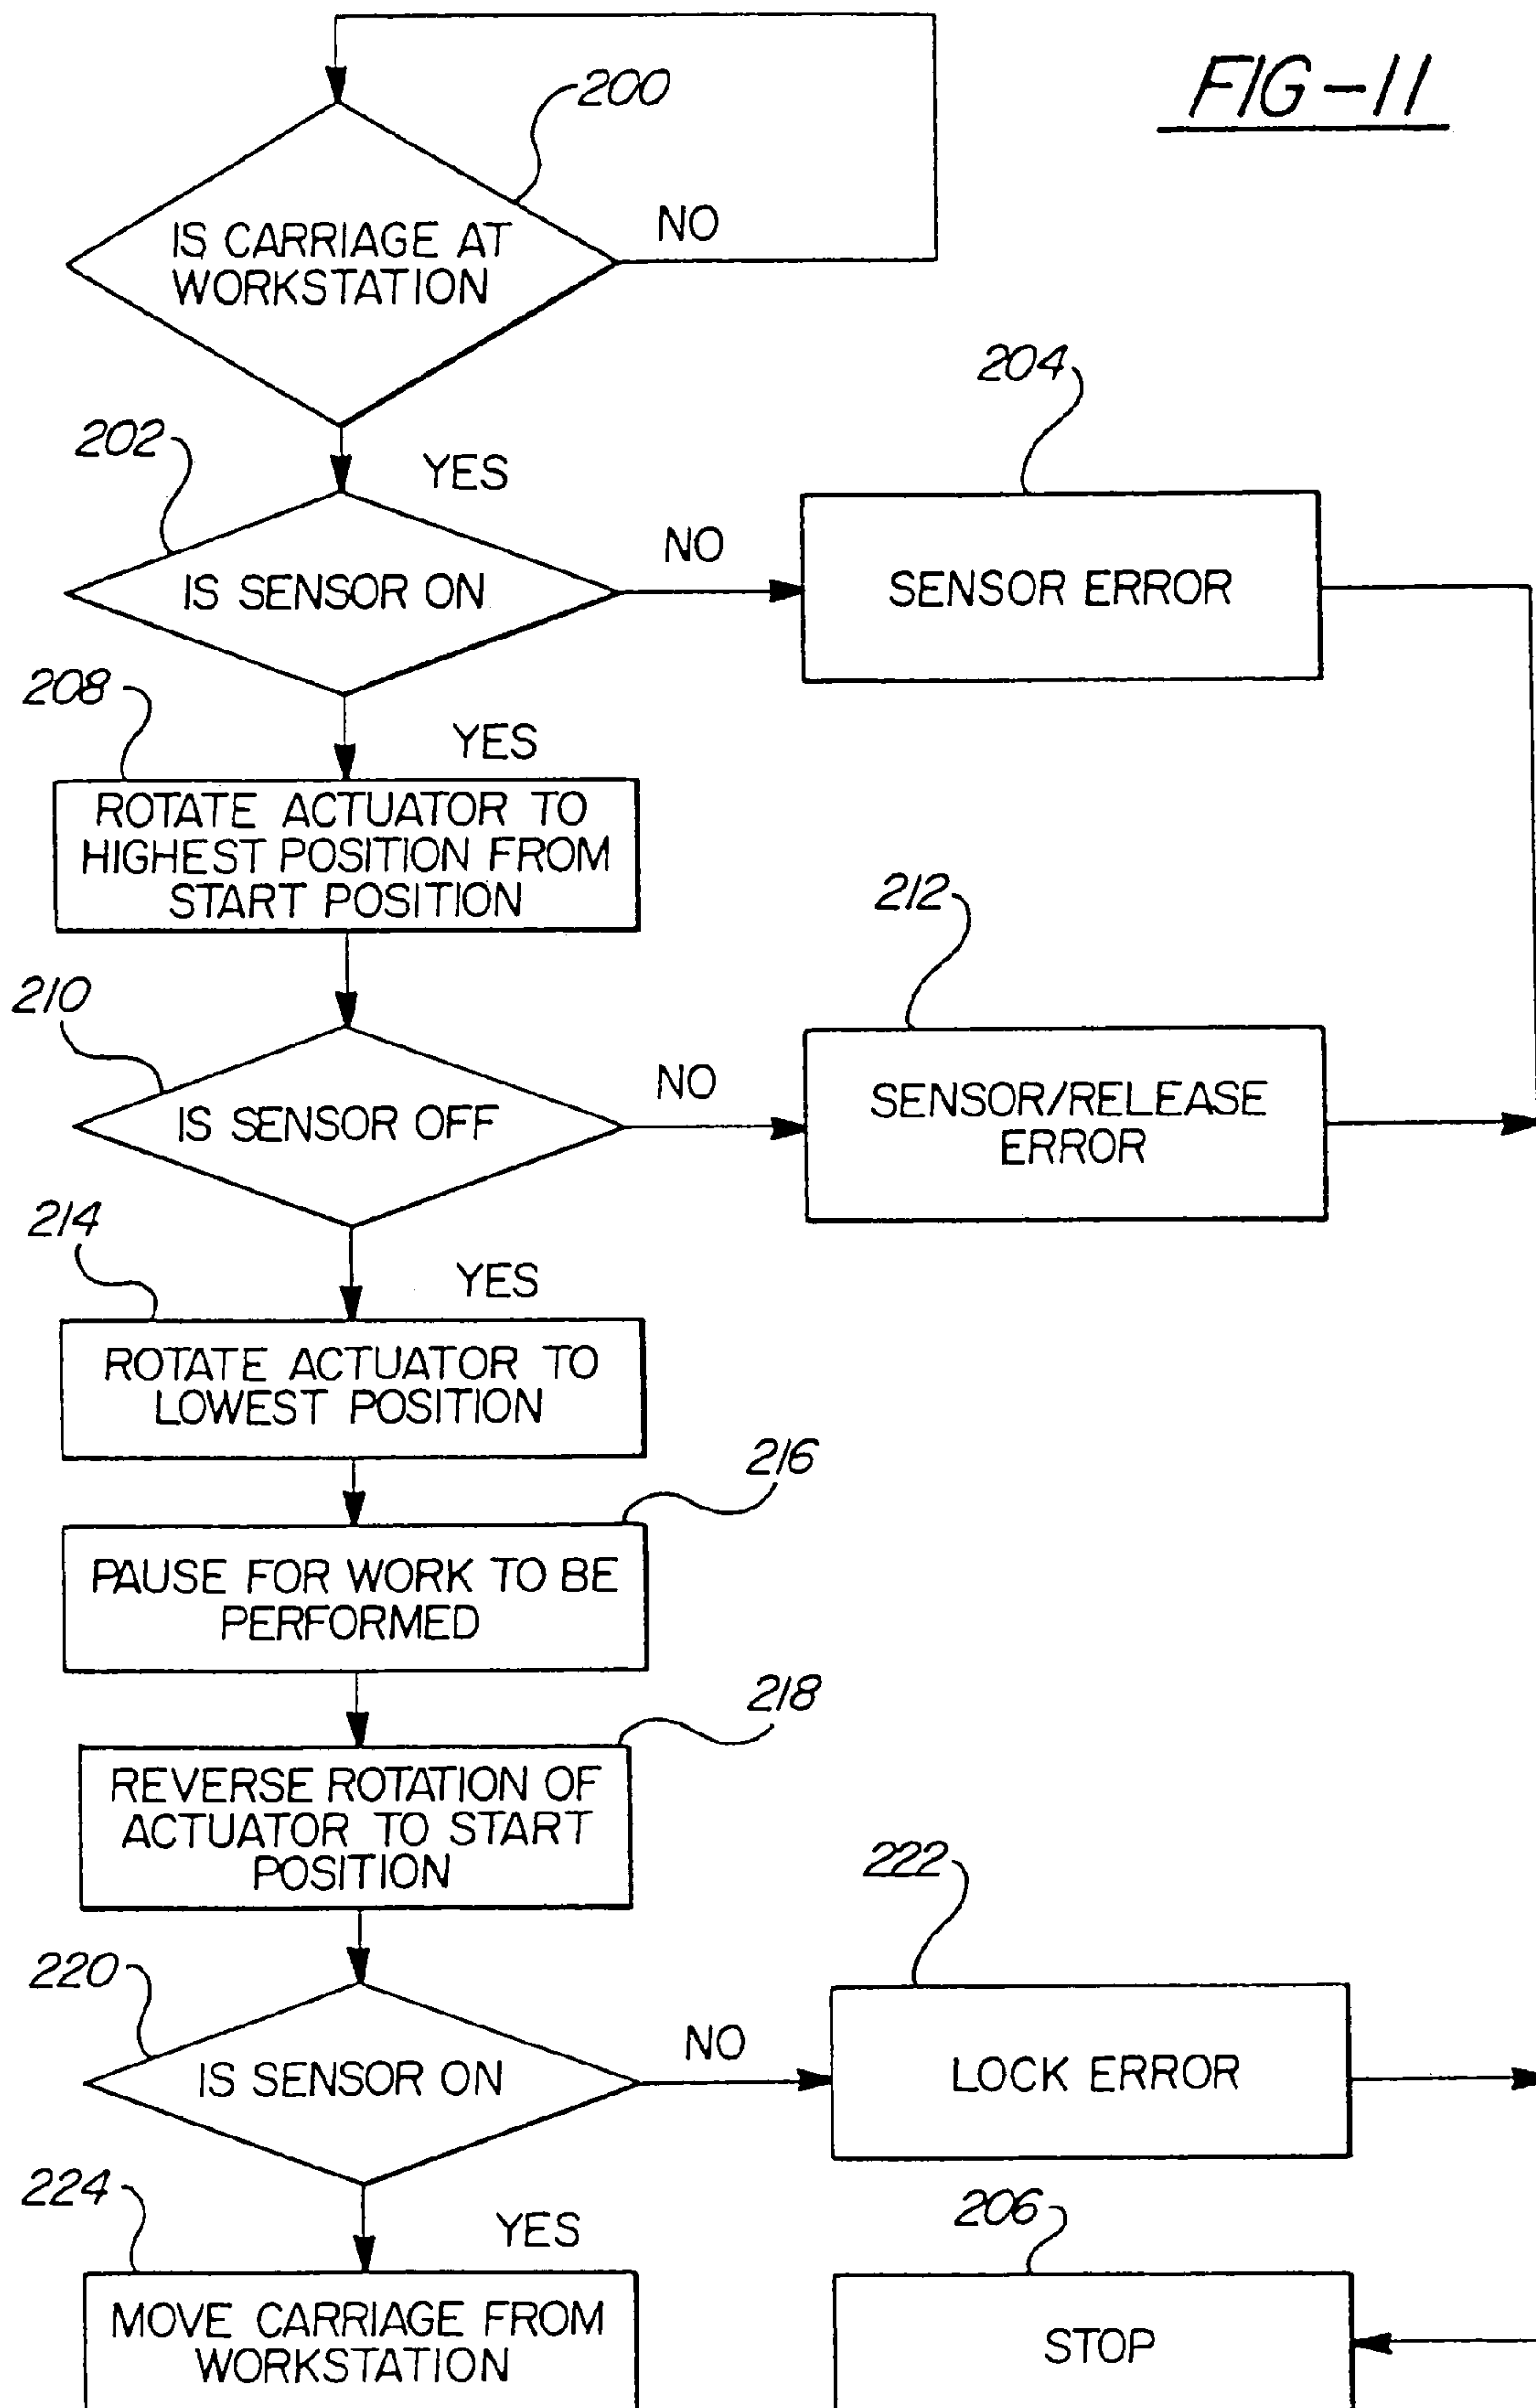 FIG-11
200
IS CARRIAGE AT
WORKSTATION
NO
YES
202
IS SENSOR ON
NO
204
SENSOR ERROR
YES
208
ROTATE ACTUATOR TO
HIGHEST POSITION FROM
START POSITION
210
IS SENSOR OFF
NO
212
SENSOR/RELEASE
ERROR
YES
214
ROTATE ACTUATOR TO
LOWEST POSITION
216
PAUSE FOR WORK TO BE
PERFORMED
218
REVERSE ROTATION OF
ACTUATOR TO START
POSITION
220
IS SENSOR ON
NO
222
LOCK ERROR
YES
224
MOVE CARRIAGE FROM
WORKSTATION
206
STOP